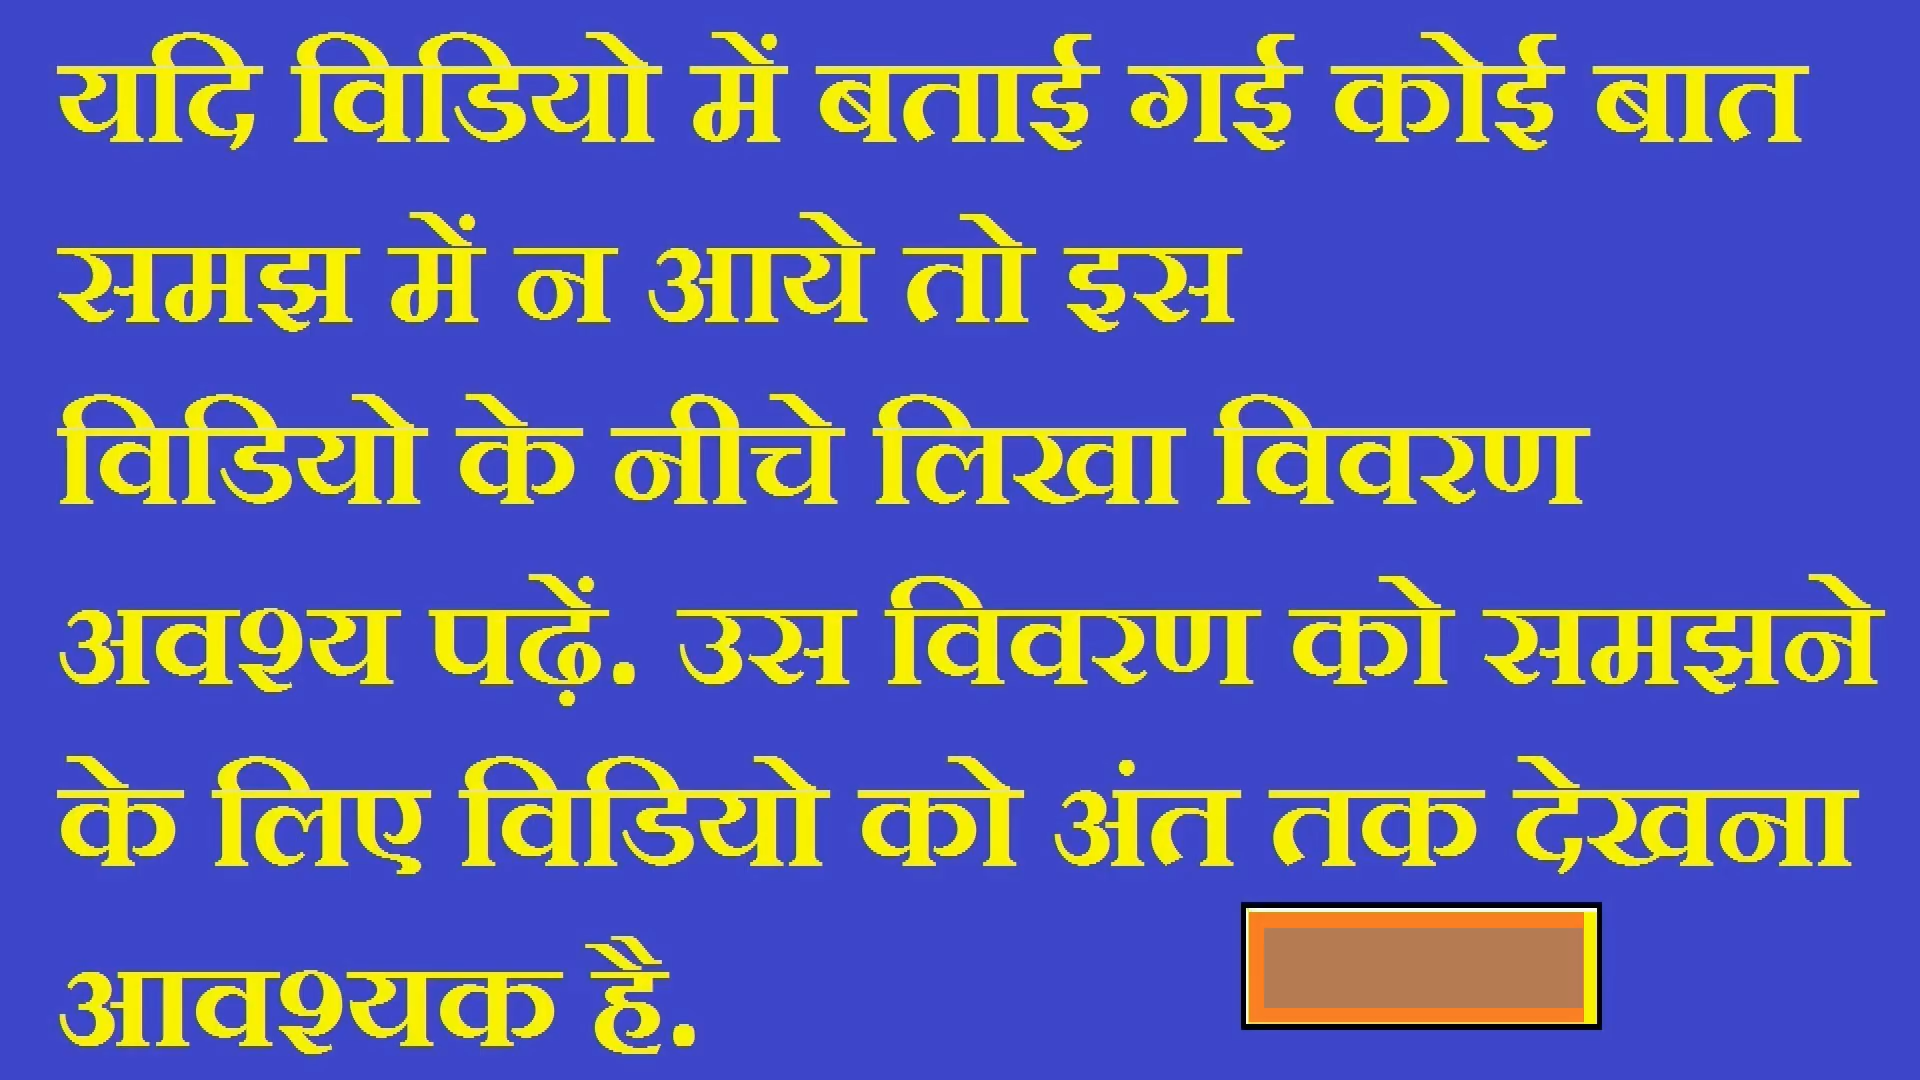 यदि विडियो में बताई गई कोई बात
समझ में न आये तो इस
विडियो के नीचे लिखा विवरण
अवश्य पढ़ें. उस विवरण को समझने
के लिए विडियो को अंत तक देखना
आवश्यक है.